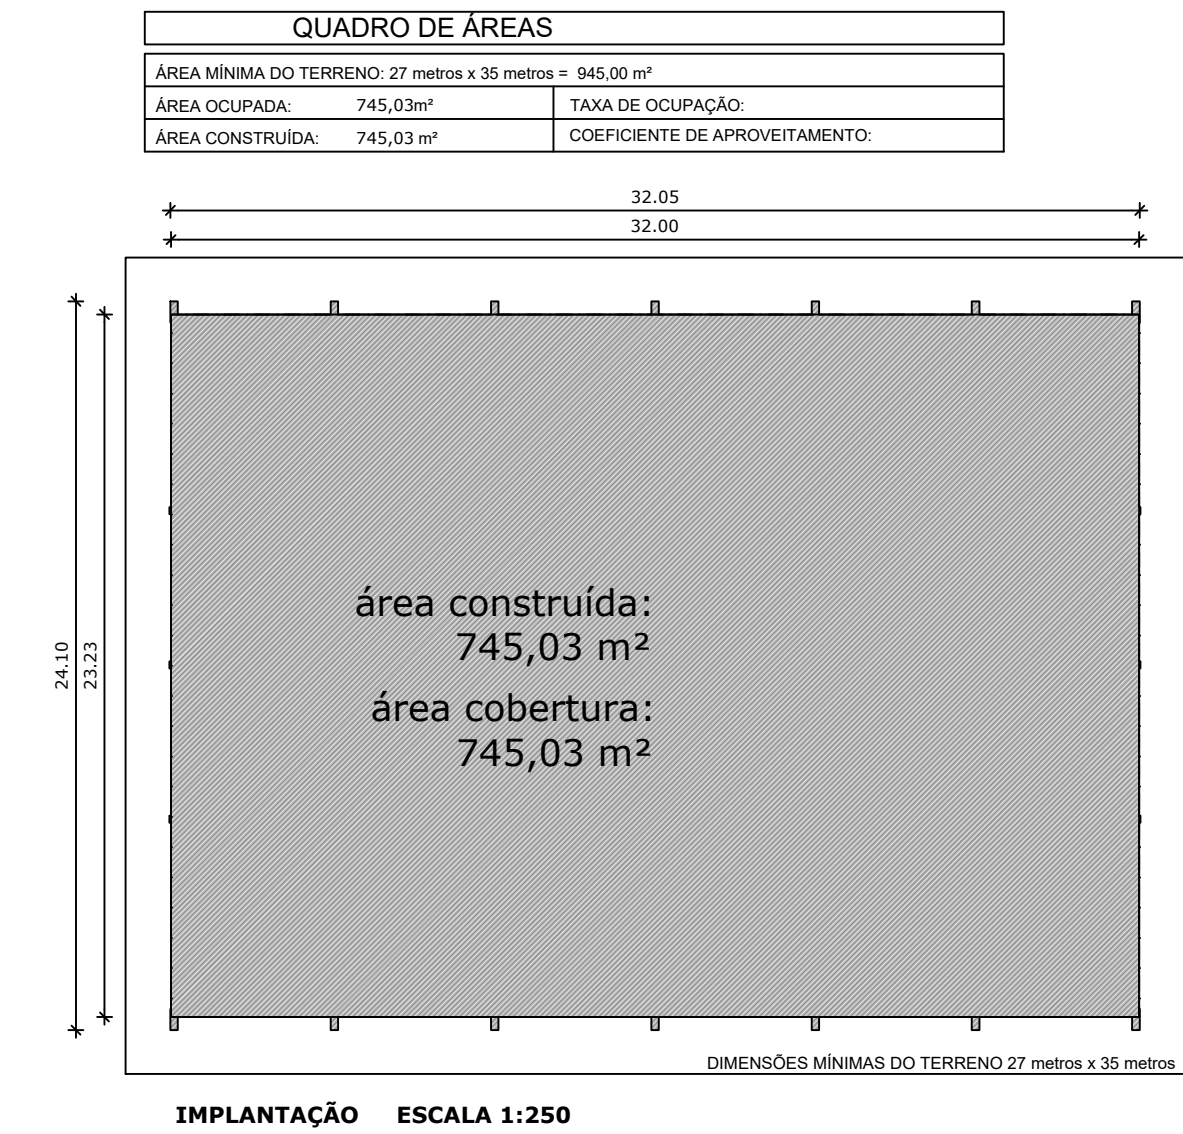 QUADRO DE ÁREAS
ÁREA MÍNIMA DO TERRENO: 27 metros x 35 metros = 945,00 m²
ÁREA OCUPADA: 745,03m² TAXA DE OCUPAÇÃO:
ÁREA CONSTRUÍDA: 745,03 m² COEFICIENTE DE APROVEITAMENTO:
32.05
32.00
24.10
23.23
área construída:
745,03 m²
área cobertura:
745,03 m²
DIMENSÕES MÍNIMAS DO TERRENO 27 metros x 35 metros
IMPLANTAÇÃO ESCALA 1:250